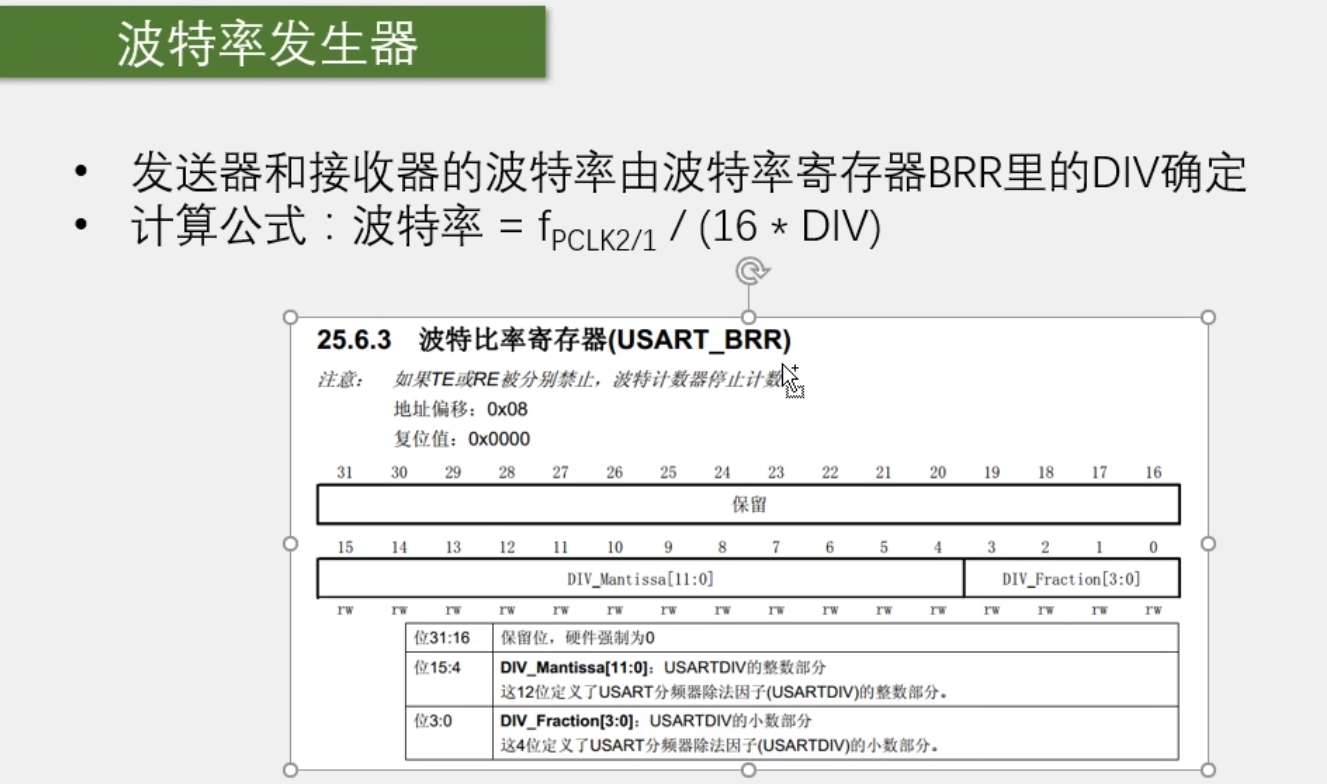 波特率发生器
• 发送器和接收器的波特率由波特率寄存器BRR里的DIV确定
• 计算公式：波特率 = fPCLK2/1 / (16 * DIV)
25.6.3 波特比率寄存器(USART_BRR)
注意： 如果TE或RE被分别禁止，波特计数器停止计数
地址偏移：0x08
复位值：0x0000
31 30 29 28 27 26 25 24 23 22 21 20 19 18 17 16
保留
15 14 13 12 11 10 9 8 7 6 5 4 3 2 1 0
DIV_Mantissa[11:0] DIV_Fraction[3:0]
rw rw rw rw rw rw rw rw rw rw rw rw rw rw rw rw
位31:16 保留位，硬件强制为0
位15:4 DIV_Mantissa[11:0]：USARTDIV的整数部分
这12位定义了USART分频器除法因子(USARTDIV)的整数部分。
位3:0 DIV_Fraction[3:0]：USARTDIV的小数部分
这4位定义了USART分频器除法因子(USARTDIV)的小数部分。